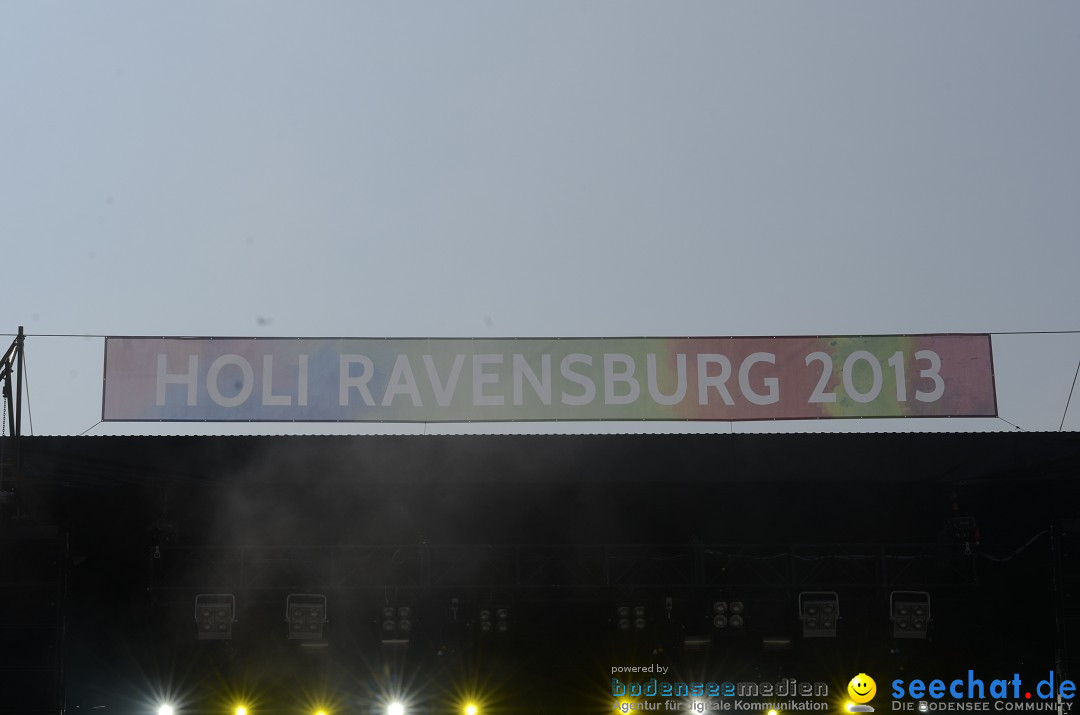 HOLI RAVENSBURG 2013
powered by
bodenseemedien
Agentur für digitale Kommunikation
seechat.de
Die Bodensee Community